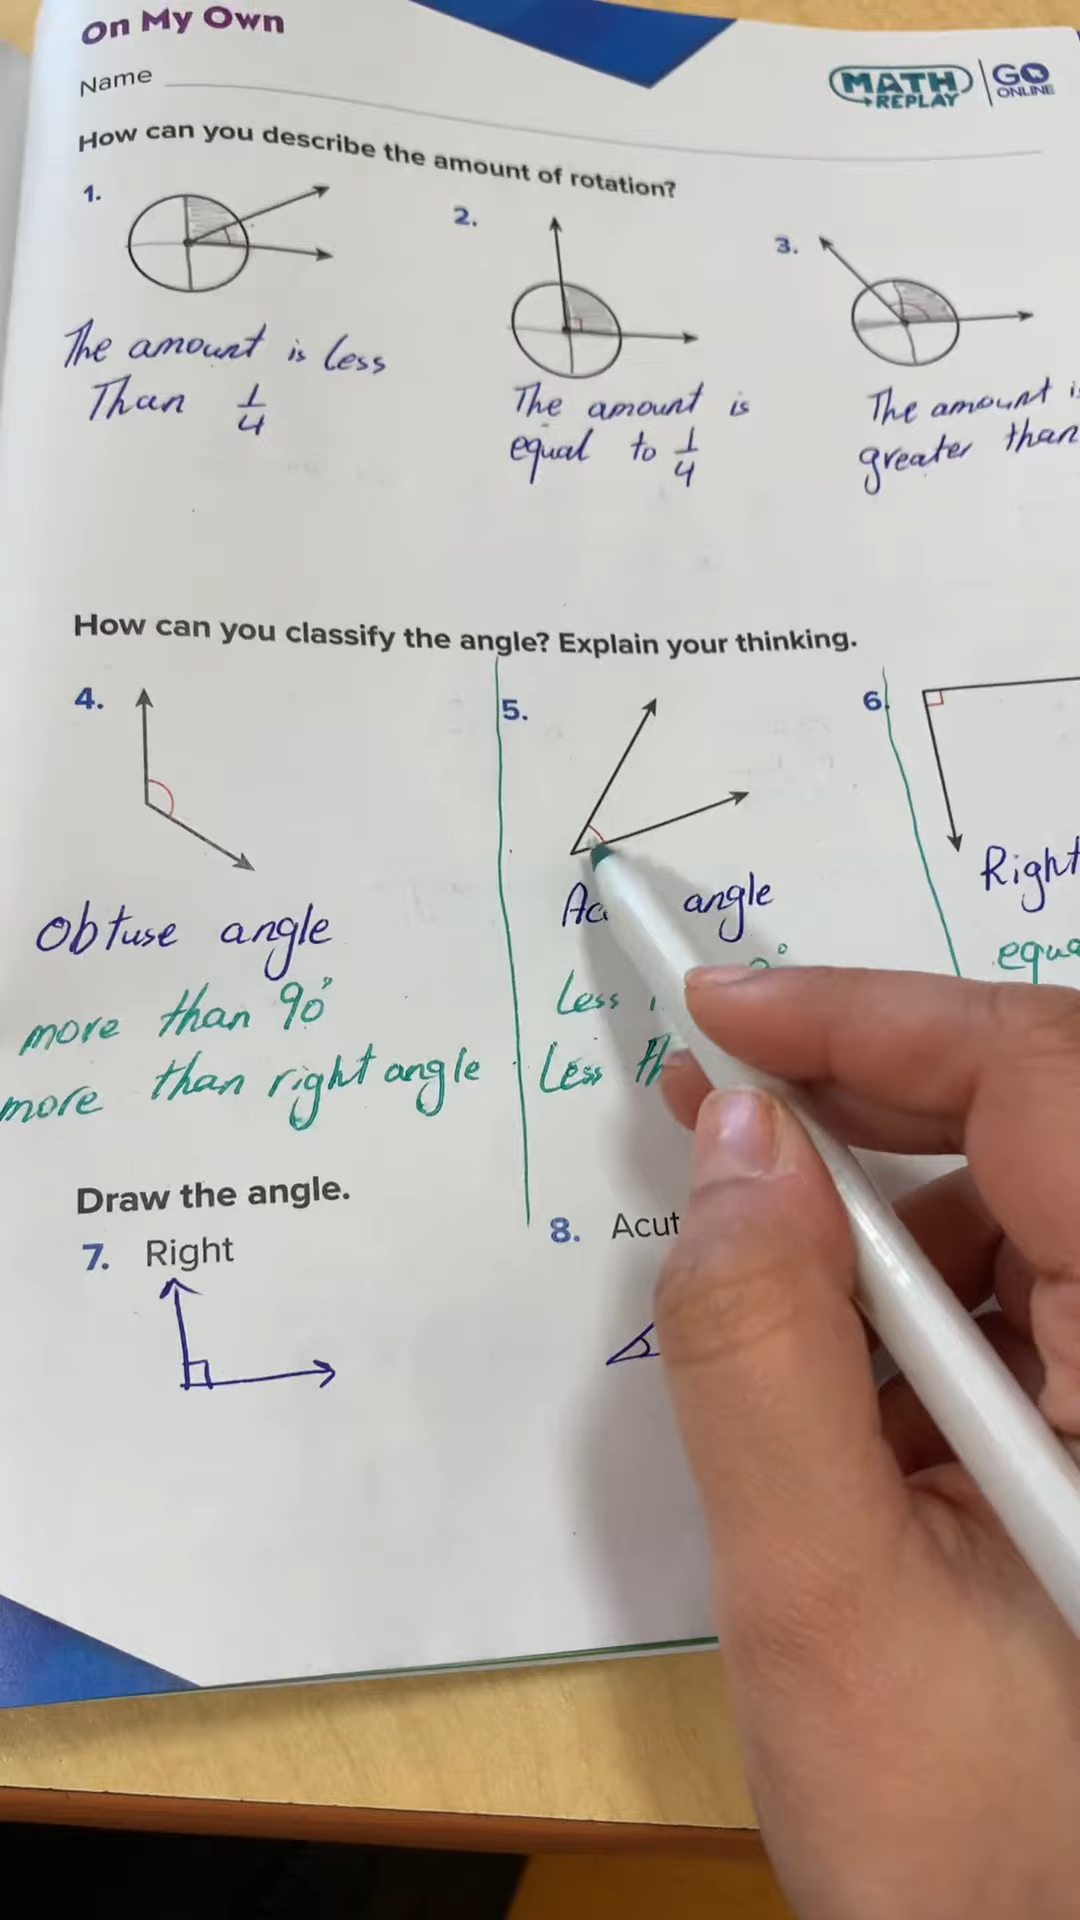 On My Own
Name
MATH REPLAY
GO ONLINE
How can you describe the amount of rotation?
1.
2.
3.
The amount is less
Than 1/4
The amount is
equal to 1/4
The amount
greater than
How can you classify the angle? Explain your thinking.
4.
5.
6.
Obtuse angle
more than 90°
more than right angle
angle
Less
Less
Right
Draw the angle.
7. Right
8.